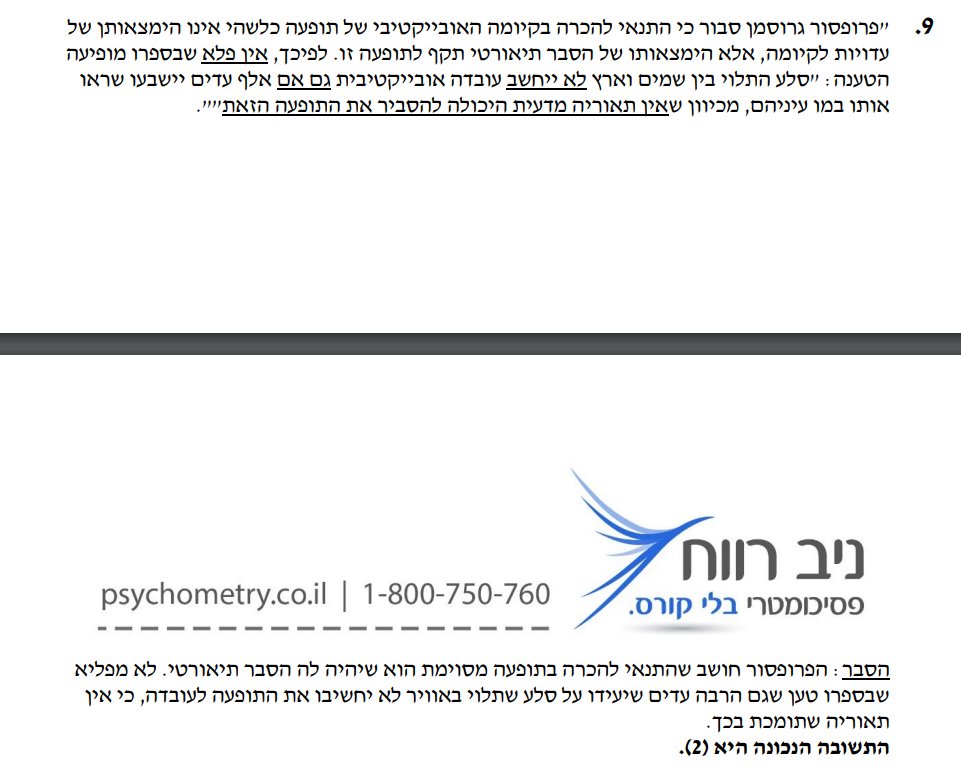 9. ״פרופסור גרוסמן סבור כי התנאי להכרה בקיומה האובייקטיבי של תופעה כלשהי אינו הימצאותן של
עדויות לקיומה, אלא הימצאותו של הסבר תיאורטי תקף לתופעה זו. לפיכך, אין פלא שבספרו מופיעה
הטענה: ״סלע התלוי בין שמים וארץ לא ייחשב עובדה אובייקטיבית גם אם אלף עדים יישבעו שראו
אותו במו עיניהם, מכיוון שאין תאוריה מדעית היכולה להסביר את התופעה הזאת״״.
ניב רווח
פסיכומטרי בלי קורס.
psychometry.co.il | 1-800-750-760
הסבר: הפרופסור חושב שהתנאי להכרה בתופעה מסוימת הוא שיהיה לה הסבר תיאורטי. לא מפליא
שבספרו טען שגם הרבה עדים שיעידו על סלע שתלוי באוויר לא יחשיבו את התופעה לעובדה, כי אין
תאוריה שתומכת בכך.
התשובה הנכונה היא (2).